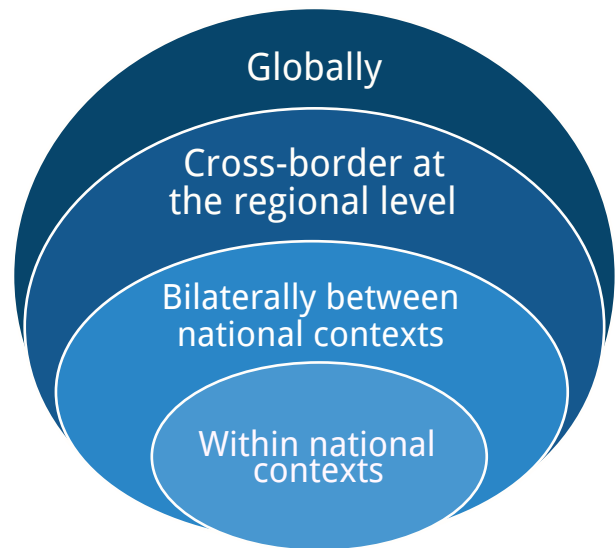 Globally
Cross-border at
the regional level
Bilaterally between
national contexts
Within national
contexts